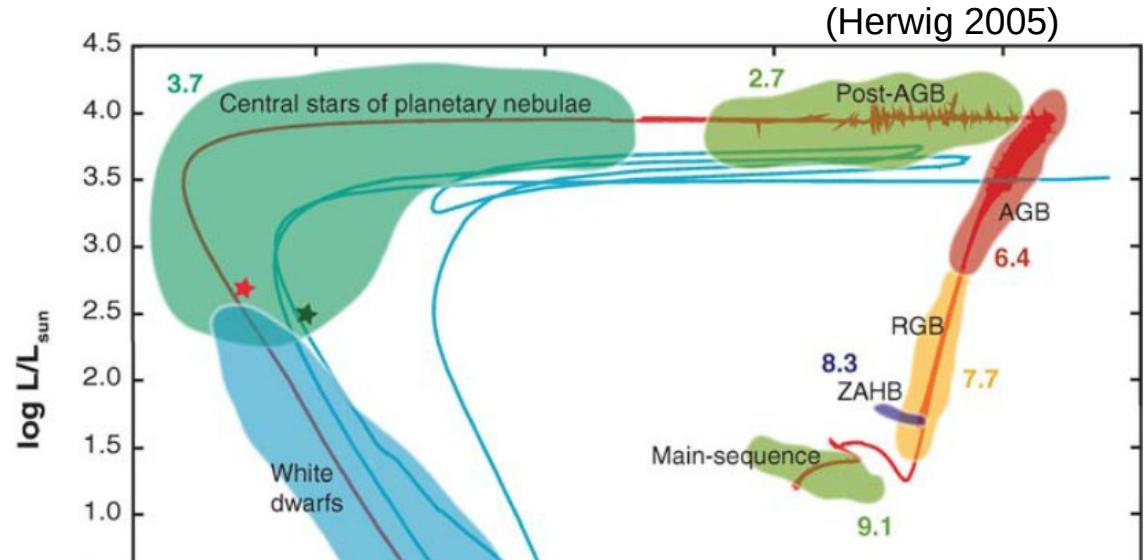 (Herwig 2005)
4.5
3.7
2.7
Central stars of planetary nebulae
Post-AGB
4.0
3.5
AGB
3.0
6.4
2.5
RGB
log L/Lsun
2.0
8.3
ZAHB
7.7
1.5
Main-sequence
White
dwarfs
1.0
9.1